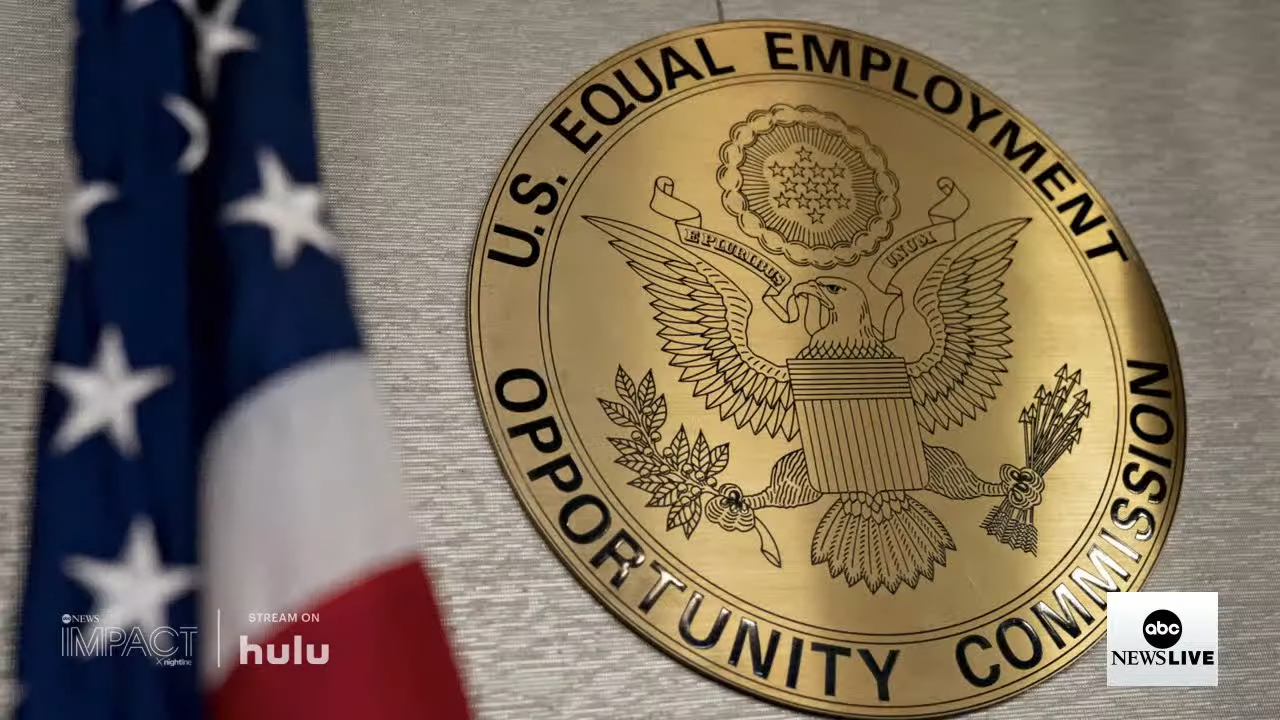 U.S. EQUAL EMPLOYMENT
OPPORTUNITY COMMISSION
E PLURIBUS UNUM
abc NEWS
IMPACT
x nightline
STREAM ON
hulu
abc
NEWS LIVE